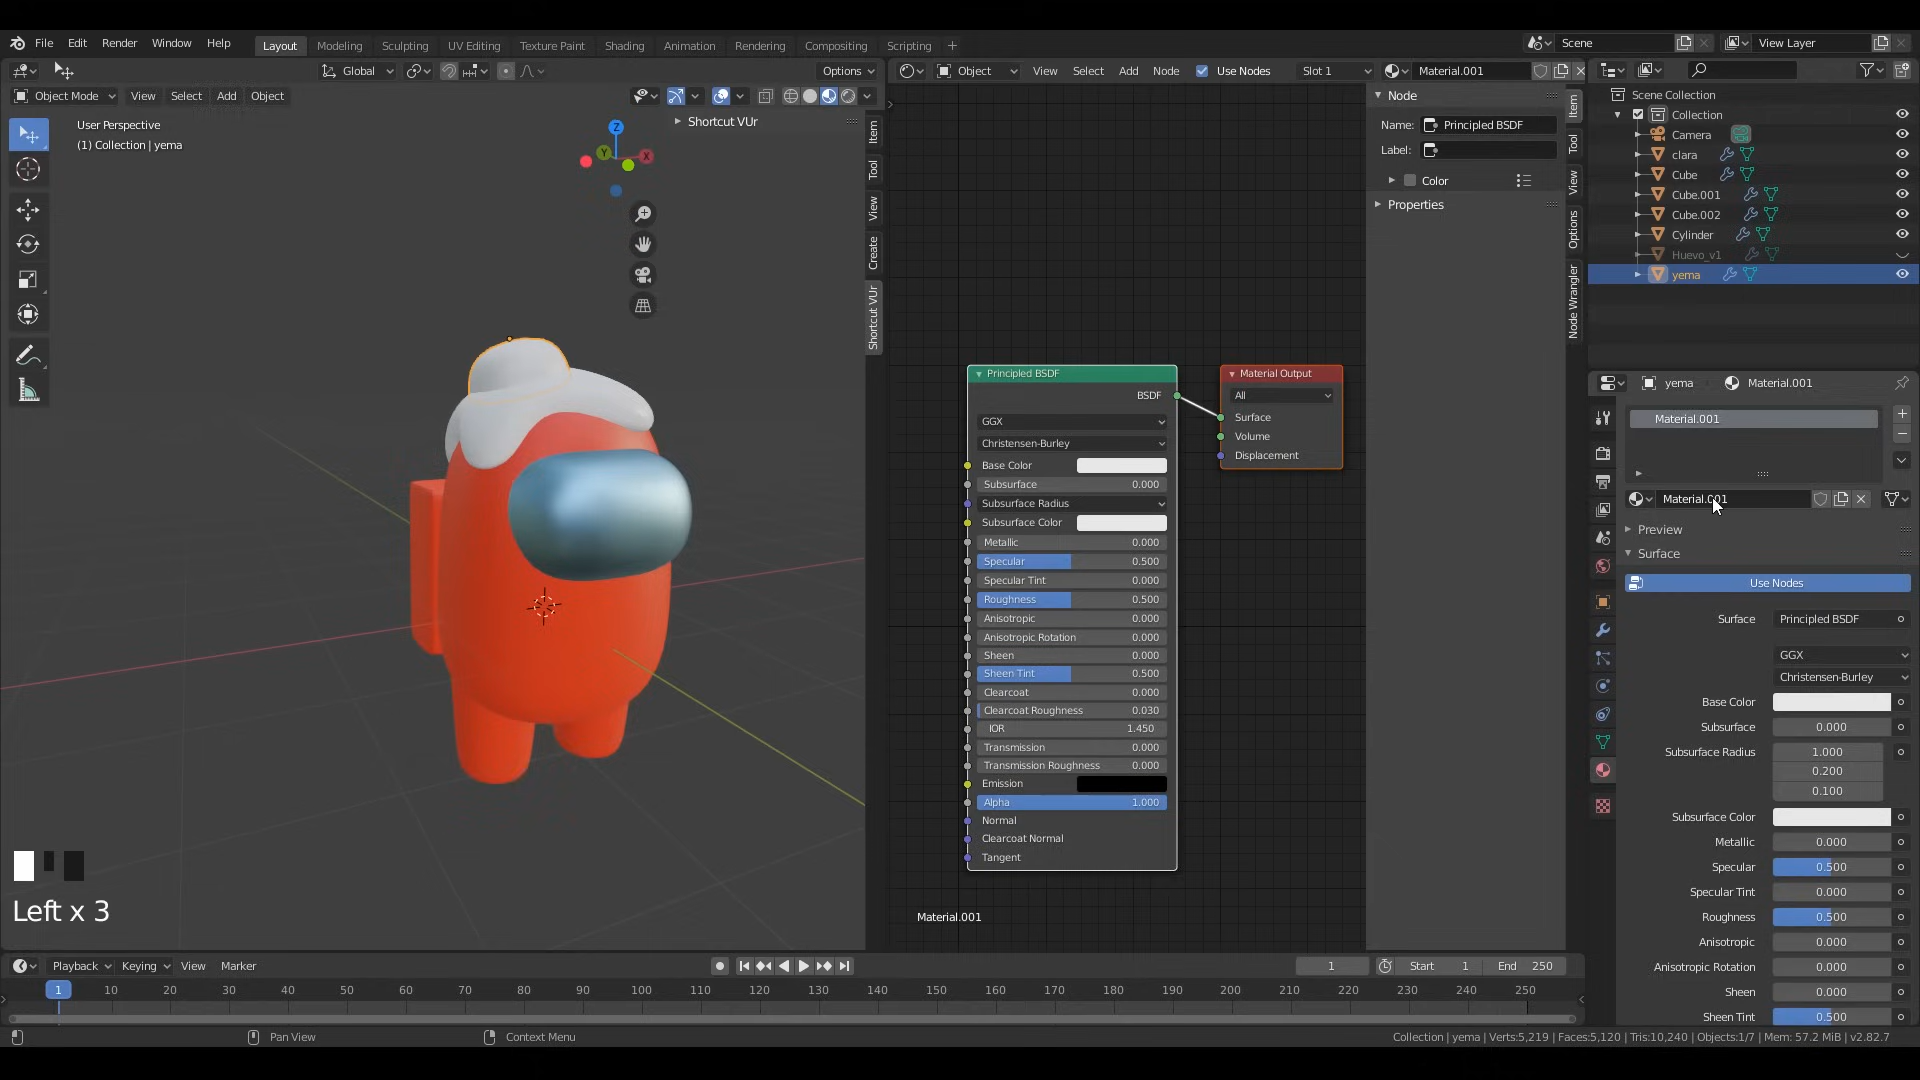 File Edit Render Window Help Layout Modeling Sculpting UV Editing Texture Paint Shading Animation Rendering Compositing Scripting + Scene View Layer
Global Options Object View Select Add Node Use Nodes Slot 1 Material.001
Object Mode View Select Add Object
User Perspective
(1) Collection | yema
Shortcut VUr
Z
Y
X
Item
Tool
View
Create
Shortcut VUr
Node
Name: Principled BSDF
Label:
Color
Properties
Item
Tool
View
Options
Node Wrangler
Principled BSDF
BSDF
GGX
Christensen-Burley
Base Color
Subsurface 0.000
Subsurface Radius
Subsurface Color
Metallic 0.000
Specular 0.500
Specular Tint 0.000
Roughness 0.500
Anisotropic 0.000
Anisotropic Rotation 0.000
Sheen 0.000
Sheen Tint 0.500
Clearcoat 0.000
Clearcoat Roughness 0.030
IOR 1.450
Transmission 0.000
Transmission Roughness 0.000
Emission
Alpha 1.000
Normal
Clearcoat Normal
Tangent
Material Output
All
Surface
Volume
Displacement
Material.001
Scene Collection
Collection
Camera
clara
Cube
Cube.001
Cube.002
Cylinder
Huevo_v1
yema
yema Material.001
Material.001
Material.001
Preview
Surface
Use Nodes
Surface Principled BSDF
GGX
Christensen-Burley
Base Color
Subsurface 0.000
Subsurface Radius 1.000
0.200
0.100
Subsurface Color
Metallic 0.000
Specular 0.500
Specular Tint 0.000
Roughness 0.500
Anisotropic 0.000
Anisotropic Rotation 0.000
Sheen 0.000
Sheen Tint 0.500
Left x 3
Playback Keying View Marker 1 Start 1 End 250
1 10 20 30 40 50 60 70 80 90 100 110 120 130 140 150 160 170 180 190 200 210 220 230 240 250
Pan View Context Menu Collection | yema | Verts:5,219 | Faces:5,120 | Tris:10,240 | Objects:1/7 | Mem: 57.2 MiB | v2.82.7